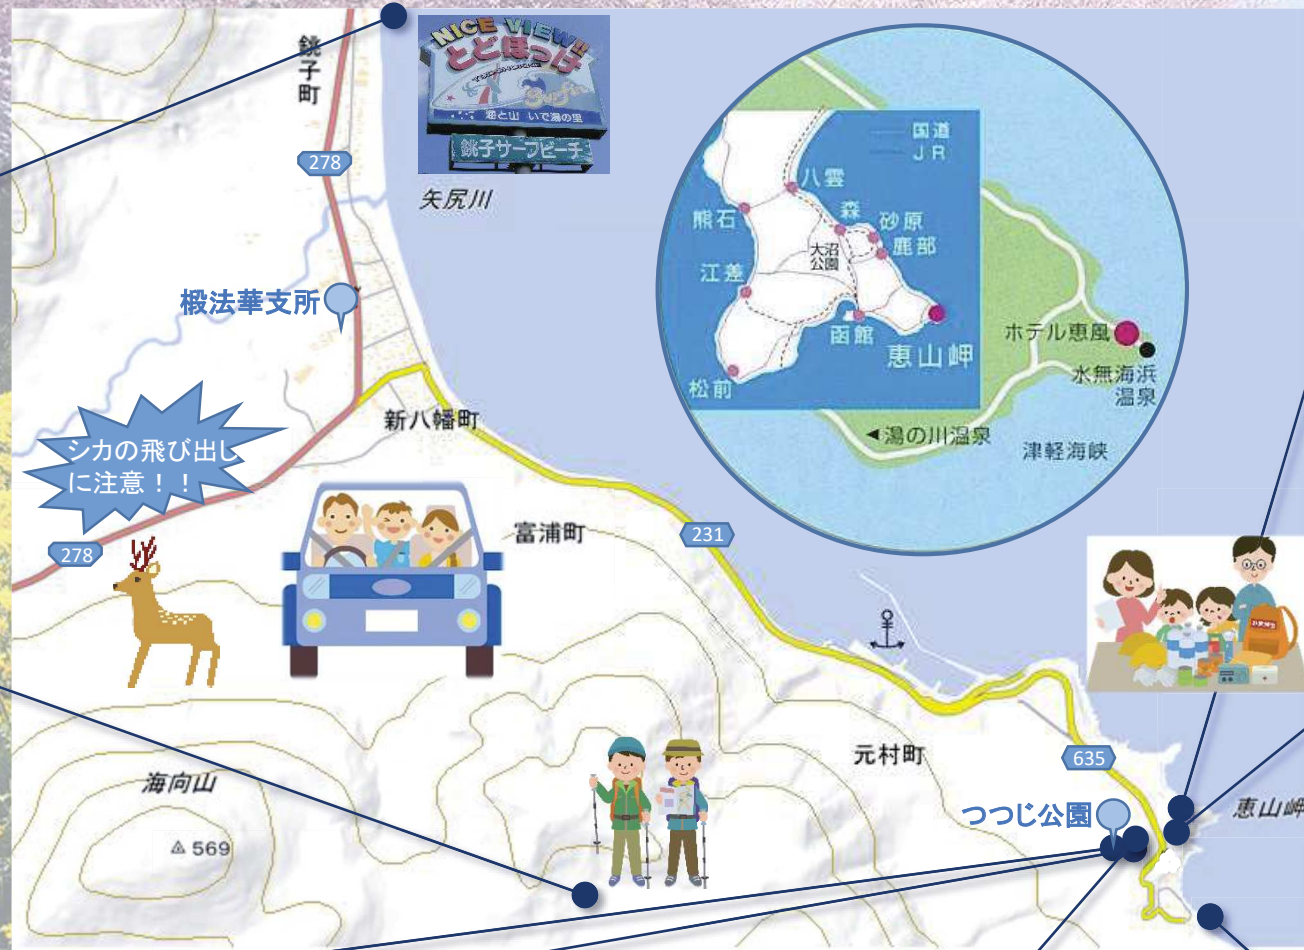 銚子町
NICE VIEW!!
とどほっけ
海と山 いで湯の里
銚子サーフビーチ
278
矢尻川
椴法華支所
新八幡町
シカの飛び出し
に注意！！
278
富浦町
231
元村町
635
つつじ公園
恵山岬
海向山
569
国道
JR
八雲
熊石
森
砂原
鹿部
大沼
公園
江差
函館
恵山岬
松前
ホテル恵風
水無海浜
温泉
湯の川温泉
津軽海峡